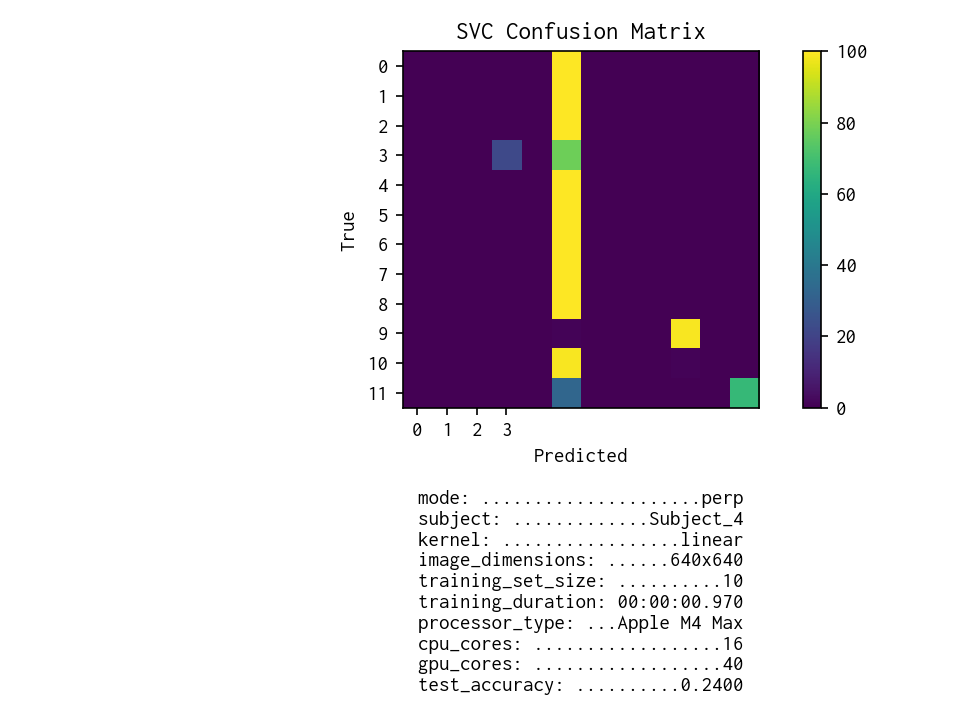 SVC Confusion Matrix
0
1
2
3
4
5
6
7
8
9
10
11
True
0 1 2 3
Predicted
100
80
60
40
20
0
mode: .....................perp
subject: .............Subject_4
kernel: .................linear
image_dimensions: ......640x640
training_set_size: ..........10
training_duration: 00:00:00.970
processor_type: ...Apple M4 Max
cpu_cores: ..................16
gpu_cores: ..................40
test_accuracy: ..........0.2400